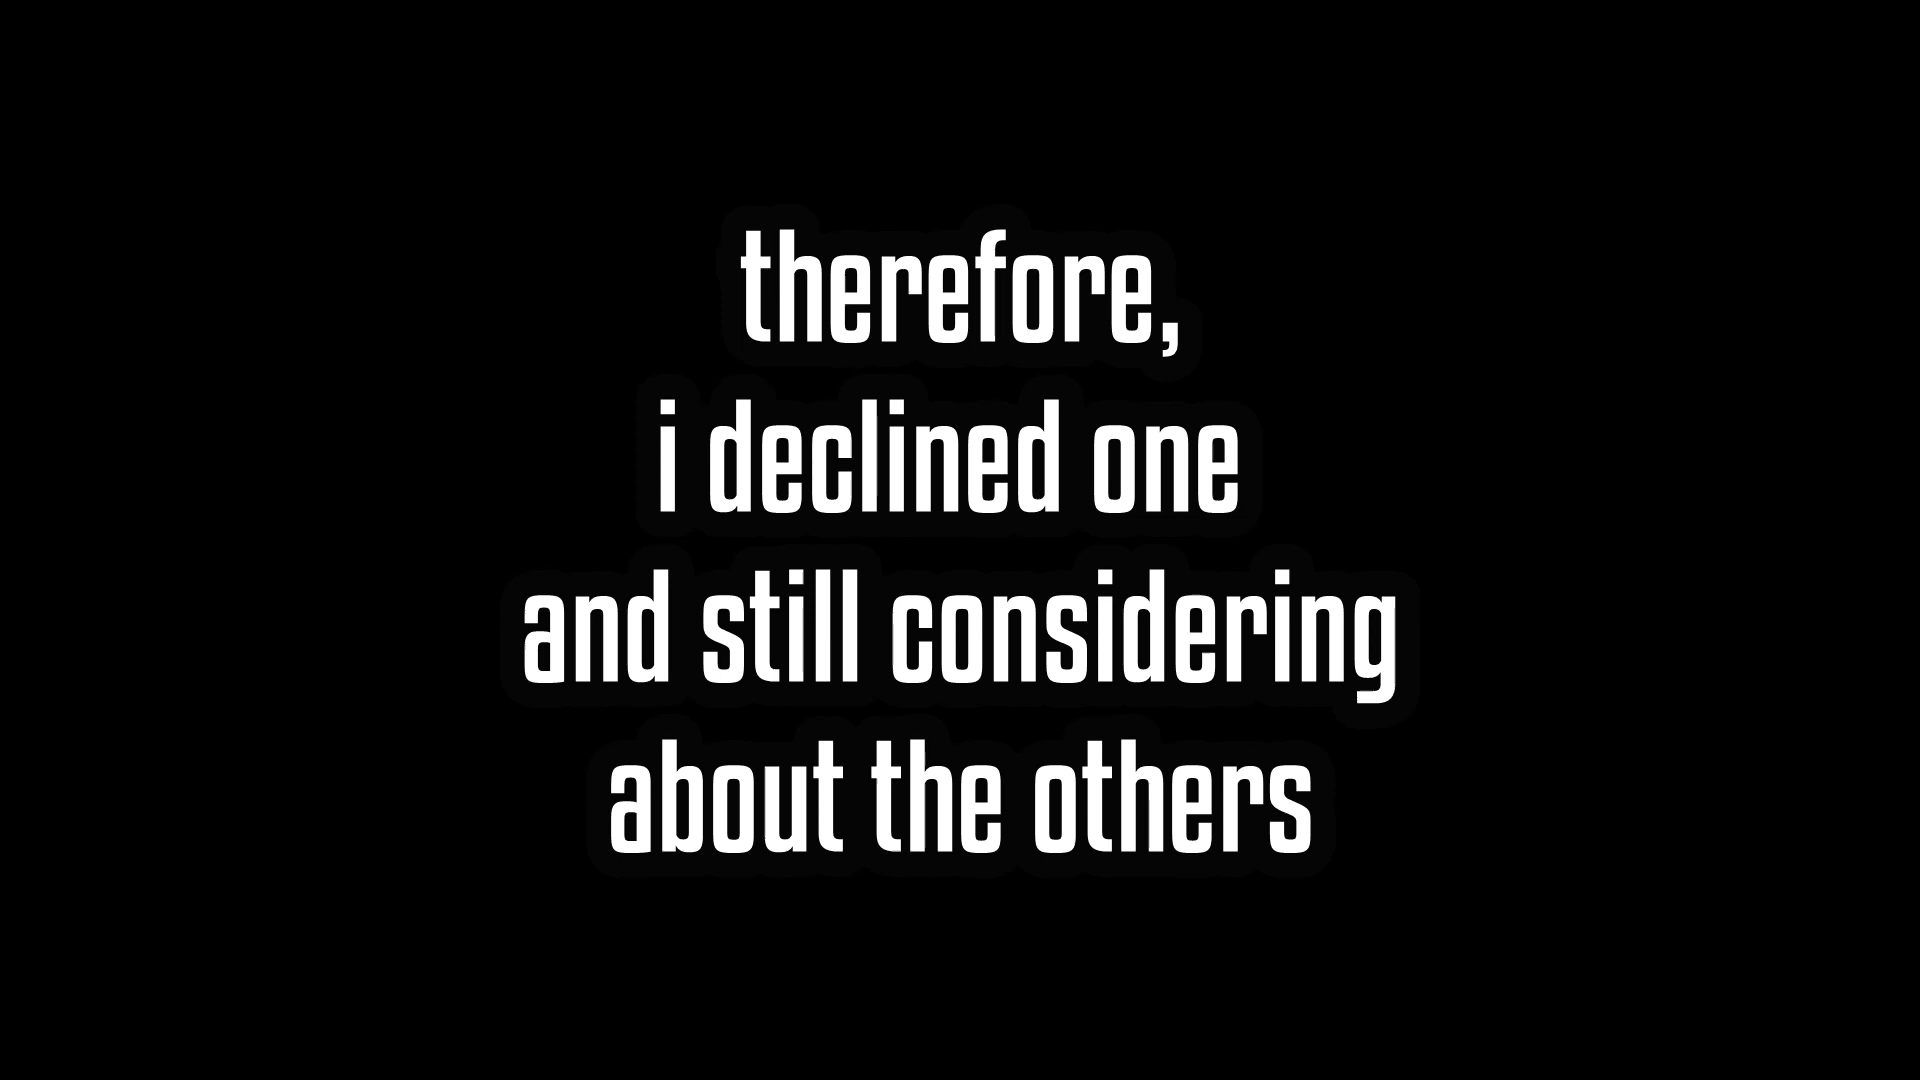 therefore,
i declined one
and still considering
about the others